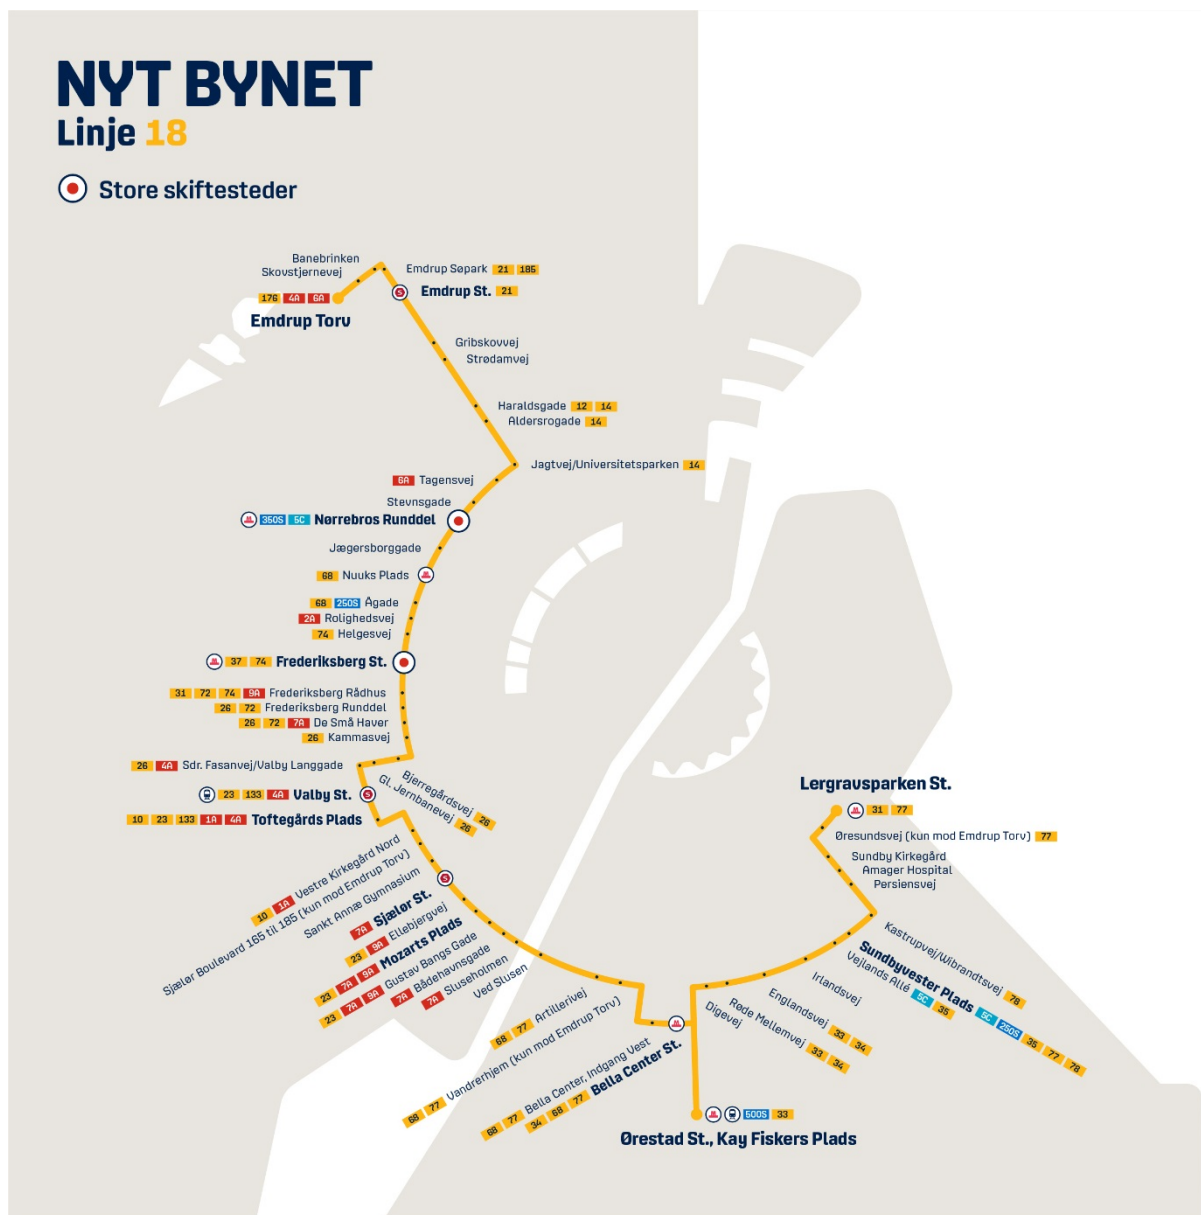 NYT BYNET
Linje 18
Store skiftesteder
Banebrinken
Skovstjernevej
176 4A 6A
Emdrup Torv
Emdrup Søpark 21 185
S
Emdrup St. 21
Gribskovvej
Strødamvej
Haraldsgade 12 14
Aldersrogade 14
Jagtvej/Universitetsparken 14
6A Tagensvej
Stevnsgade
350S 5C Nørrebros Runddel
Jægersborggade
68 Nuuks Plads
68 250S Ågade
2A Rolighedsvej
74 Helgesvej
37 74 Frederiksberg St.
31 72 74 9A Frederiksberg Rådhus
26 72 Frederiksberg Runddel
26 72 7A De Små Haver
26 Kammasvej
26 4A Sdr. Fasanvej/Valby Langgade
Bjerregårdsvej 26
Gl. Jernbanevej 26
23 133 4A Valby St.
S
10 23 133 1A 4A Toftegårds Plads
10 1A Vestre Kirkegård Nord
Sjælør Boulevard 165 til 185 (kun mod Emdrup Torv)
Sankt Annæ Gymnasium
S
7A Sjælør St.
23 9A Ellebjergvej
23 7A 9A Mozarts Plads
23 7A 9A Gustav Bangs Gade
7A Bådehavnsgade
7A Sluseholmen
Ved Slusen
68 77 Artillerivej
68 77 Vandrerhjem (kun mod Emdrup Torv)
68 77 Bella Center, Indgang Vest
34 68 77 Bella Center St.
500S 33
Ørestad St., Kay Fiskers Plads
Digevej
Røde Mellemvej 33 34
Englandsvej 33 34
Irlandsvej
Vejlands Allé 5C 35
Sundbyvester Plads 5C 250S 35 77 78
Kastrupvej/Wibrandtsvej 78
Persiensvej
Amager Hospital
Sundby Kirkegård
Øresundsvej (kun mod Emdrup Torv) 77
31 77
Lergravsparken St.